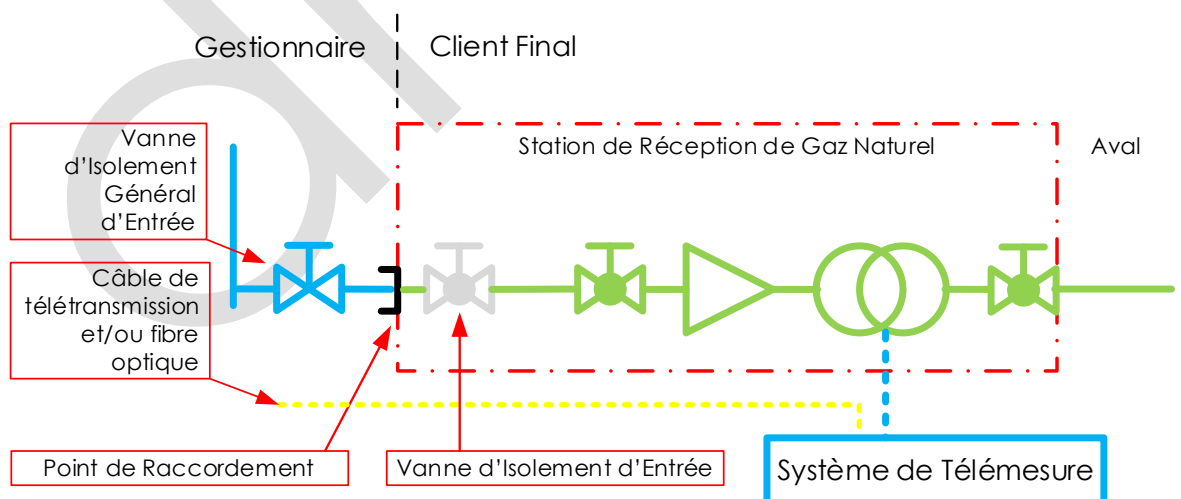 Gestionnaire
Client Final
Vanne
d'Isolement
Général
d'Entrée
Station de Réception de Gaz Naturel
Aval
Câble de
télétransmission
et/ou fibre
optique
Point de Raccordement
Vanne d'Isolement d'Entrée
Système de Télémesure